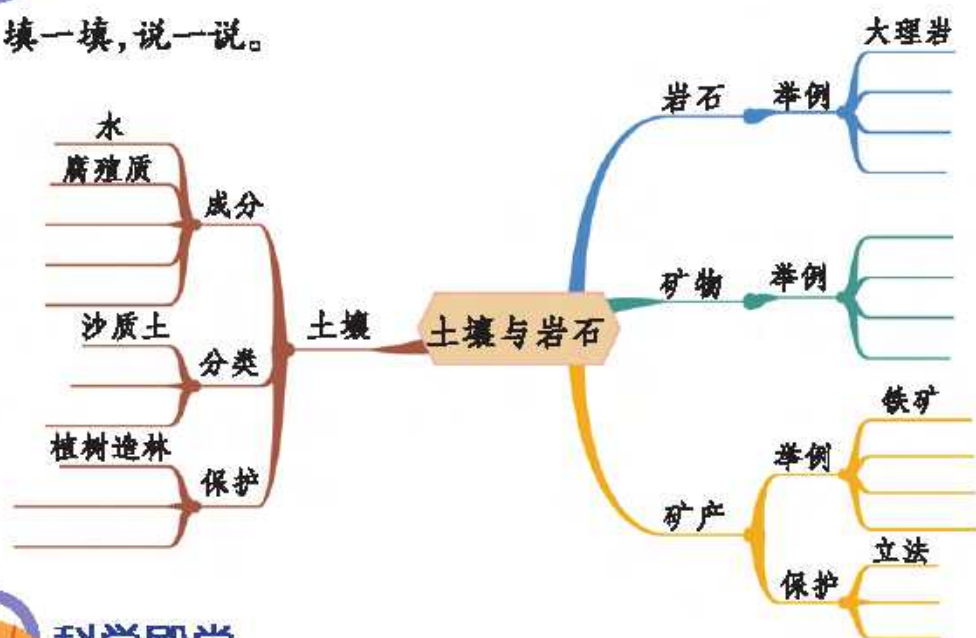 填一填,说一说。
水
腐殖质
成分
沙质土
分类
植树造林
保护
土壤
土壤与岩石
岩石
举例
大理岩
矿物
举例
矿产
举例
铁矿
保护
立法